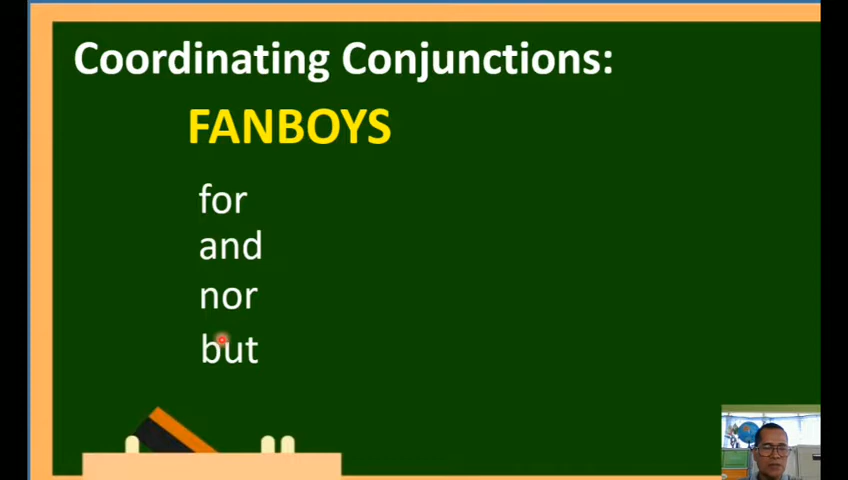 Coordinating Conjunctions:
FANBOYS
for
and
nor
but